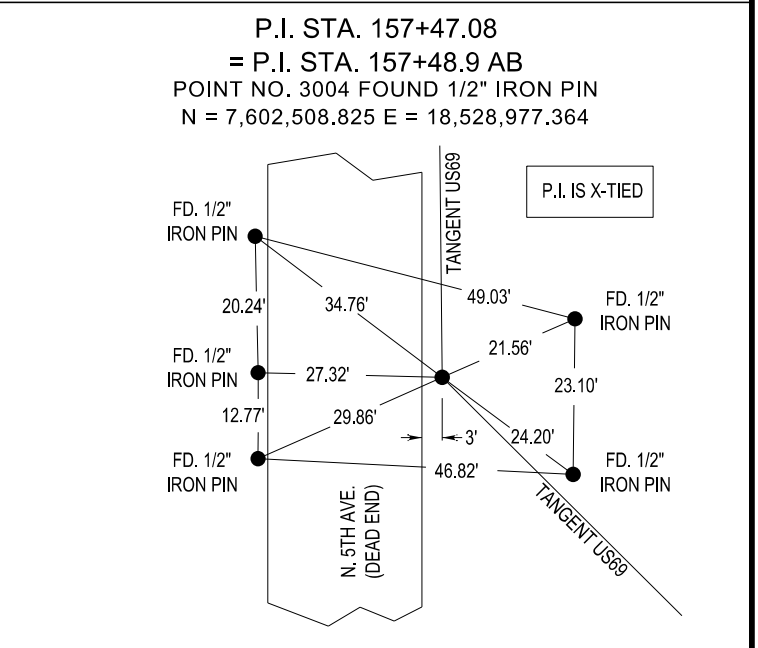 P.I. STA. 157+47.08
= P.I. STA. 157+48.9 AB
POINT NO. 3004 FOUND 1/2" IRON PIN
N = 7,602,508.825 E = 18,528,977.364
P.I. IS X-TIED
TANGENT US69
FD. 1/2"
IRON PIN
20.24'
34.76'
49.03'
FD. 1/2"
IRON PIN
21.56'
FD. 1/2"
IRON PIN
27.32'
23.10'
12.77'
29.86'
3'
24.20'
FD. 1/2"
IRON PIN
46.82'
FD. 1/2"
IRON PIN
N. 5TH AVE.
(DEAD END)
TANGENT US69